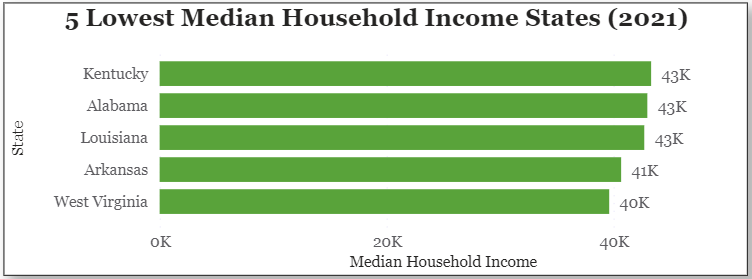 5 Lowest Median Household Income States (2021)
Kentucky 43K
Alabama 43K
Louisiana 43K
Arkansas 41K
West Virginia 40K
State
0K 20K 40K
Median Household Income